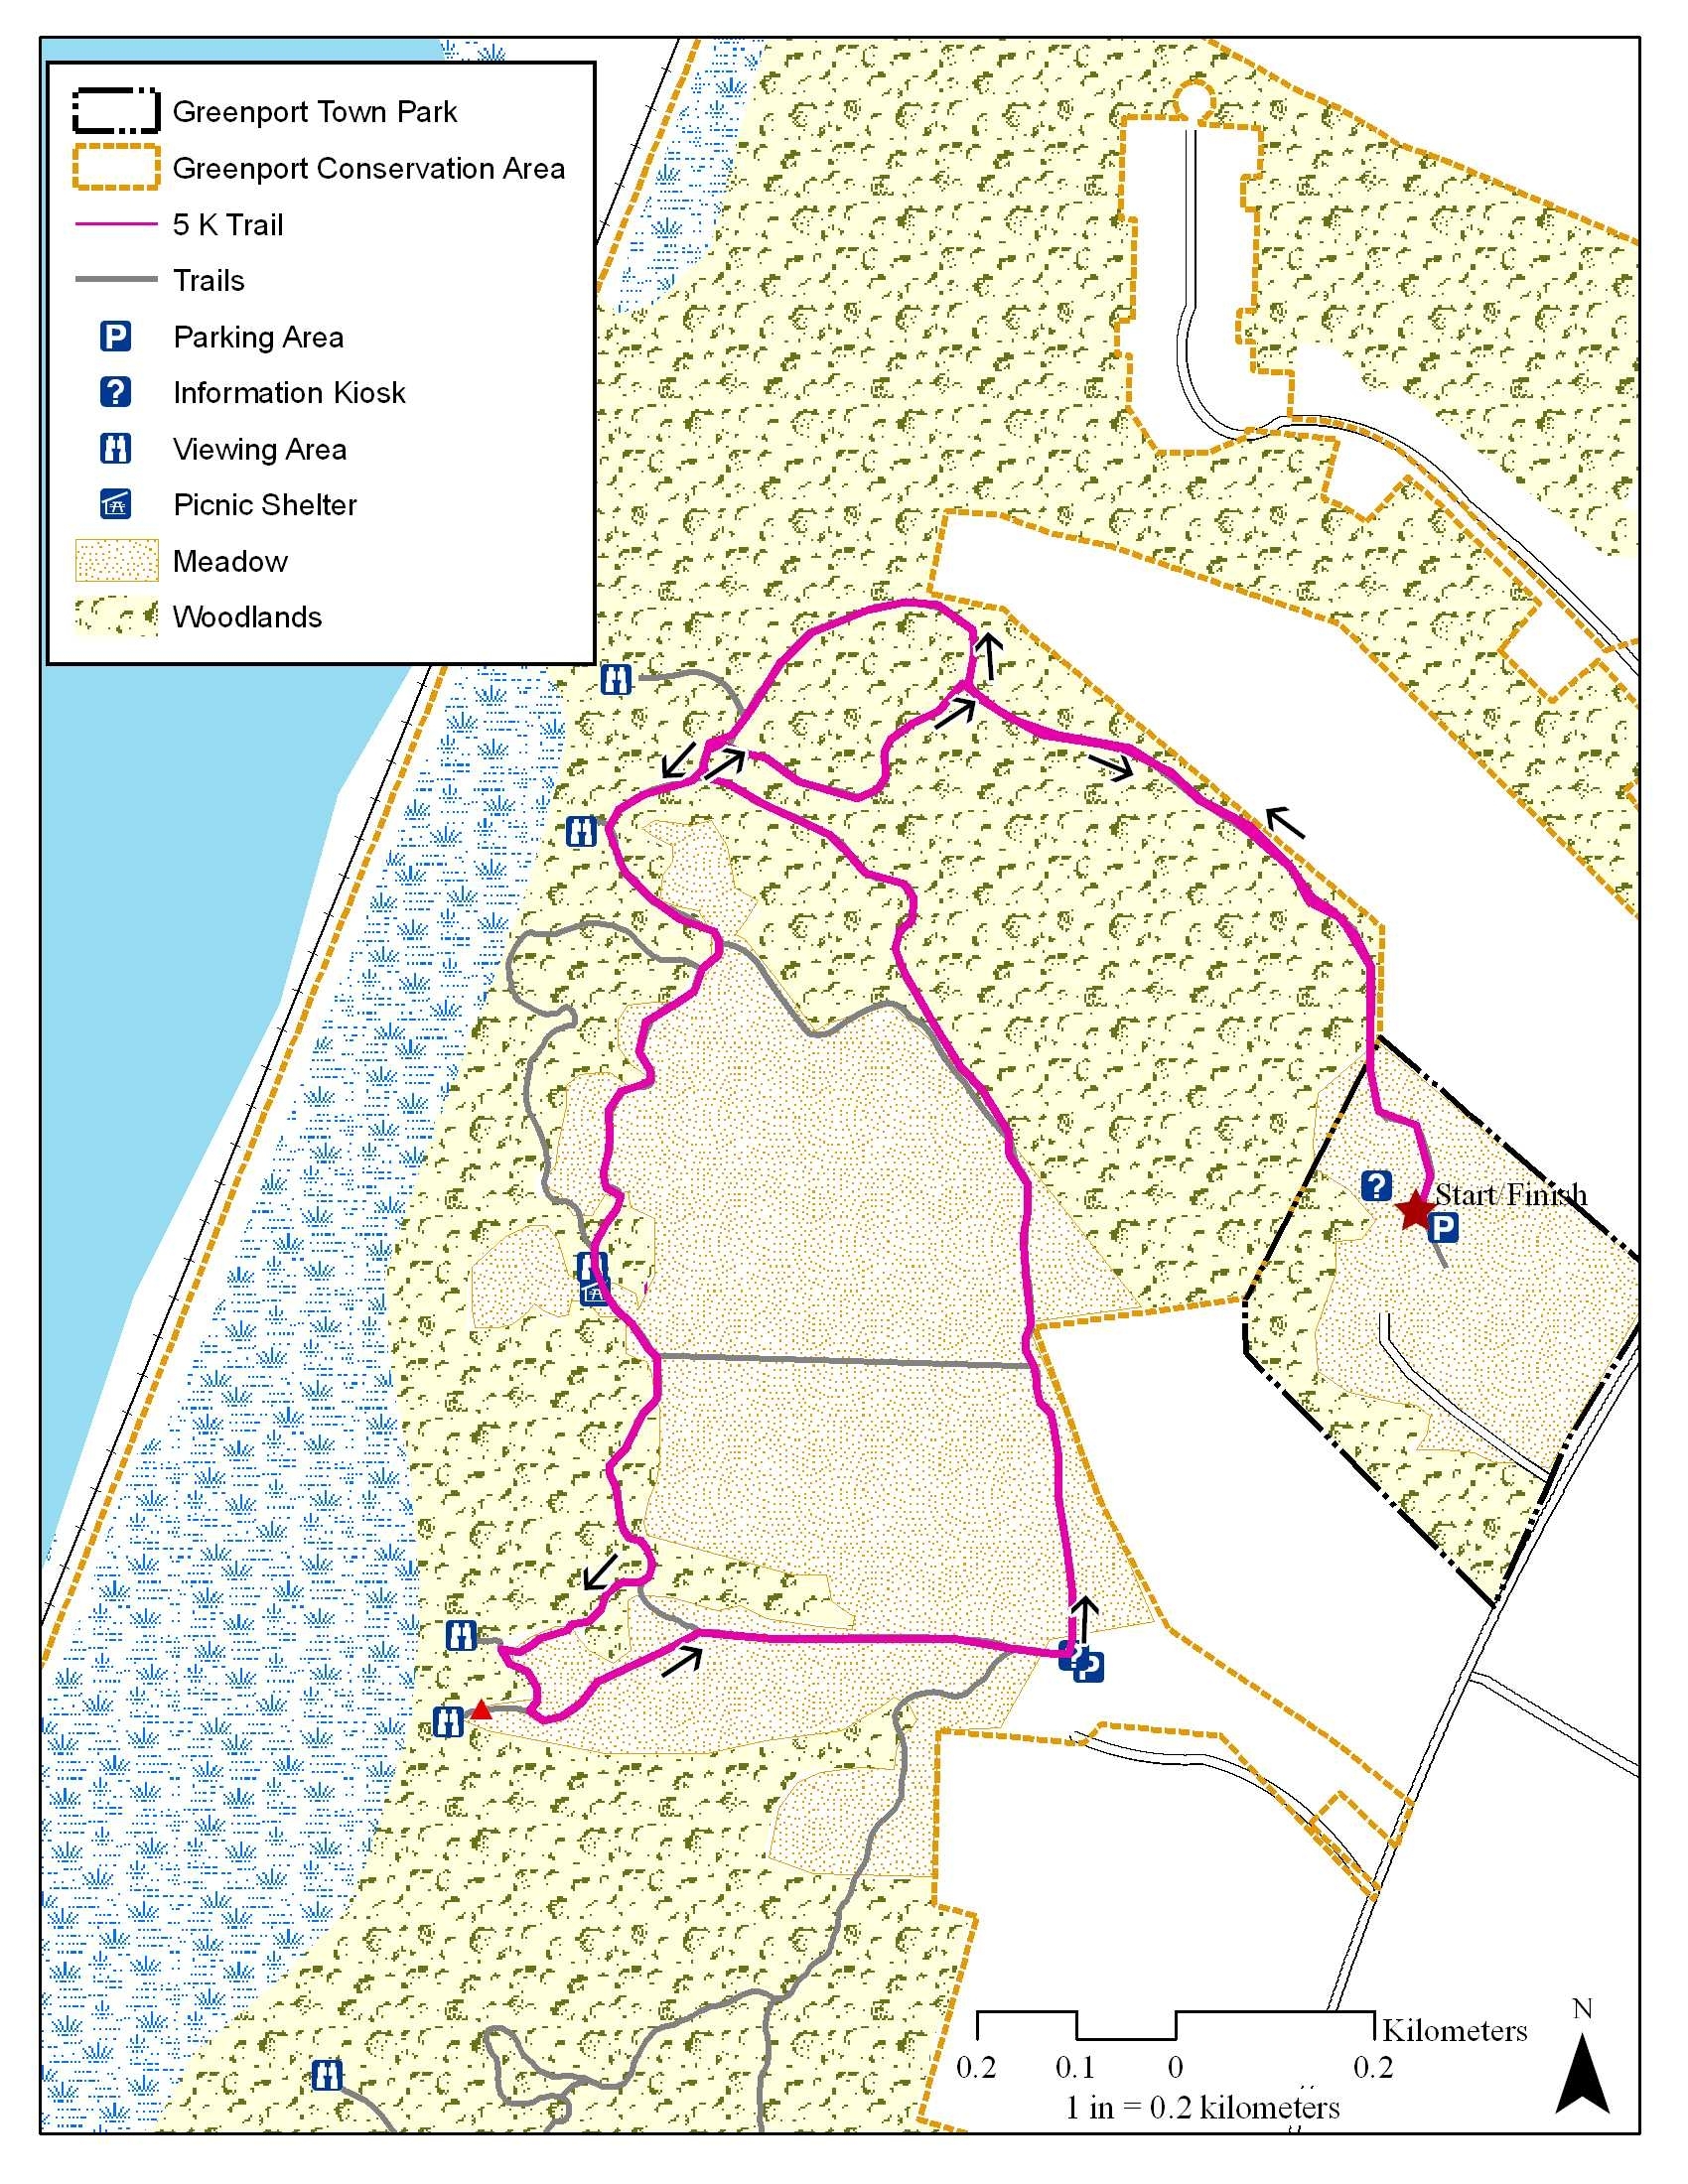 Greenport Town Park
Greenport Conservation Area
5 K Trail
Trails
P Parking Area
? Information Kiosk
Viewing Area
Picnic Shelter
Meadow
Woodlands
?
Start/Finish
P
?
P
N
Kilometers
0.2 0.1 0 0.2
1 in = 0.2 kilometers